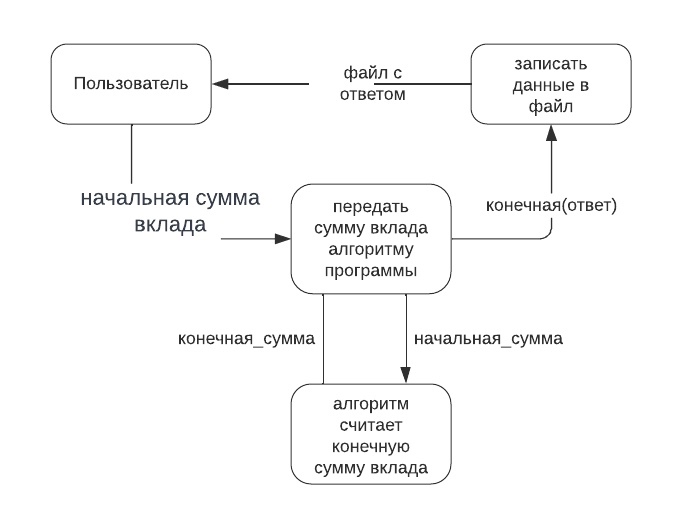 Пользователь
файл с
ответом
записать
данные в
файл
начальная сумма
вклада
передать
сумму вклада
алгоритму
программы
конечная(ответ)
конечная_сумма
начальная_сумма
алгоритм
считает
конечную
сумму вклада